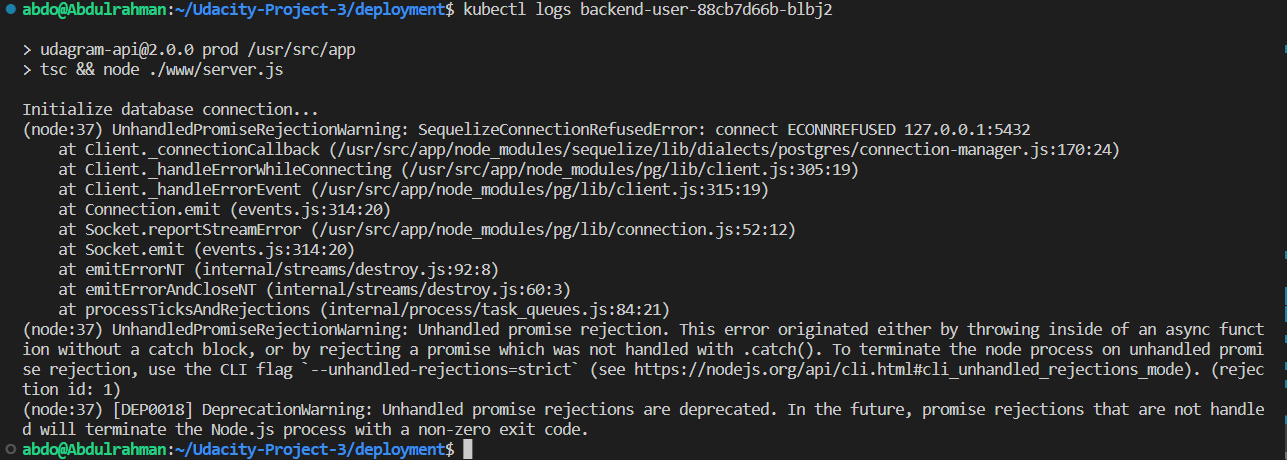 abdo@Abdulrahman:~/Udacity-Project-3/deployment$ kubectl logs backend-user-88cb7d66b-blbj2
> udagram-api@2.0.0 prod /usr/src/app
> tsc && node ./www/server.js
Initialize database connection...
(node:37) UnhandledPromiseRejectionWarning: SequelizeConnectionRefusedError: connect ECONNREFUSED 127.0.0.1:5432
    at Client._connectionCallback (/usr/src/app/node_modules/sequelize/lib/dialects/postgres/connection-manager.js:170:24)
    at Client._handleErrorWhileConnecting (/usr/src/app/node_modules/pg/lib/client.js:305:19)
    at Client._handleErrorEvent (/usr/src/app/node_modules/pg/lib/client.js:315:19)
    at Connection.emit (events.js:314:20)
    at Socket.reportStreamError (/usr/src/app/node_modules/pg/lib/connection.js:52:12)
    at Socket.emit (events.js:314:20)
    at emitErrorNT (internal/streams/destroy.js:92:8)
    at emitErrorAndCloseNT (internal/streams/destroy.js:60:3)
    at processTicksAndRejections (internal/process/task_queues.js:84:21)
(node:37) UnhandledPromiseRejectionWarning: Unhandled promise rejection. This error originated either by throwing inside of an async funct
ion without a catch block, or by rejecting a promise which was not handled with .catch(). To terminate the node process on unhandled promi
se rejection, use the CLI flag `--unhandled-rejections=strict` (see https://nodejs.org/api/cli.html#cli_unhandled_rejections_mode). (rejec
tion id: 1)
(node:37) [DEP0018] DeprecationWarning: Unhandled promise rejections are deprecated. In the future, promise rejections that are not handle
d will terminate the Node.js process with a non-zero exit code.
abdo@Abdulrahman:~/Udacity-Project-3/deployment$